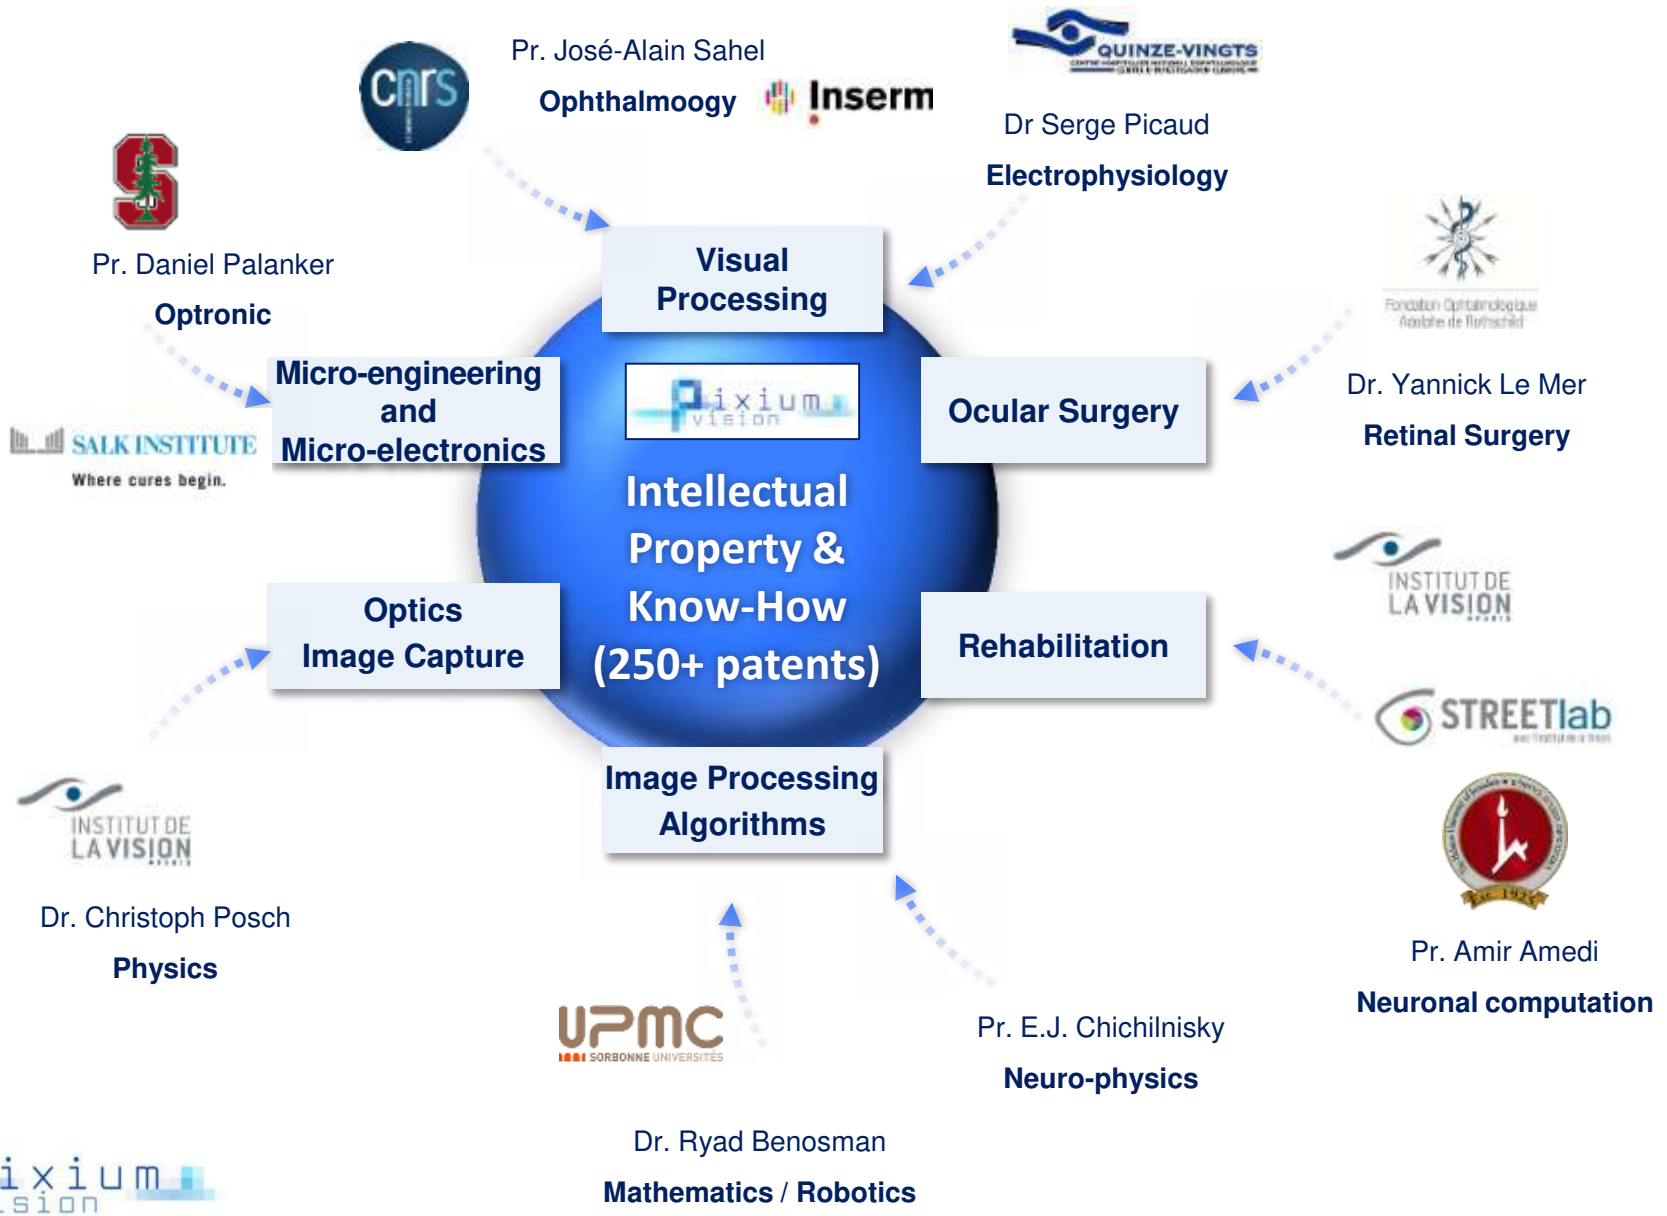 cnrs
Pr. José-Alain Sahel
Ophthalmoogy
Inserm
QUINZE-VINGTS
Dr Serge Picaud
Electrophysiology
Pr. Daniel Palanker
Optronic
Visual
Processing
Fondation Ophtalmologique
Adolphe de Rothschild
Dr. Yannick Le Mer
Retinal Surgery
Micro-engineering
and
Micro-electronics
SALK INSTITUTE
Where cures begin.
pixium
vision
Ocular Surgery
Intellectual
Property &
Know-How
(250+ patents)
Optics
Image Capture
Rehabilitation
INSTITUT DE
LA VISION
STREETlab
Image Processing
Algorithms
INSTITUT DE
LA VISION
Dr. Christoph Posch
Physics
Est 1925
Pr. Amir Amedi
Neuronal computation
UPMC
SORBONNE UNIVERSITÉS
Pr. E.J. Chichilnisky
Neuro-physics
Dr. Ryad Benosman
Mathematics / Robotics
ixium
ision